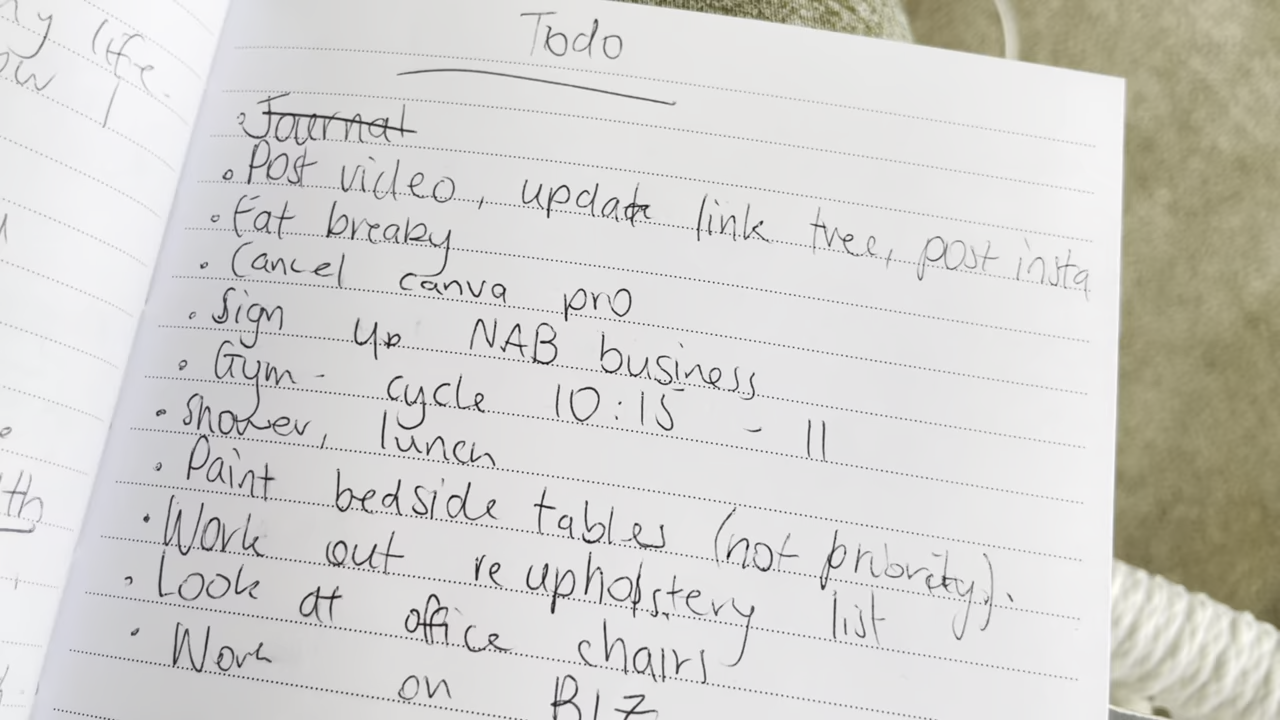 Todo
Journal
• Post video, update link tree, post insta
• Eat breaky
• Cancel canva pro
• Sign up NAB business
• Gym - cycle 10:15 - 11
• Shower, lunch
• Paint bedside tables (not priority).
• Work out reupholstery list
• Look at office chairs
• Work on BIZ